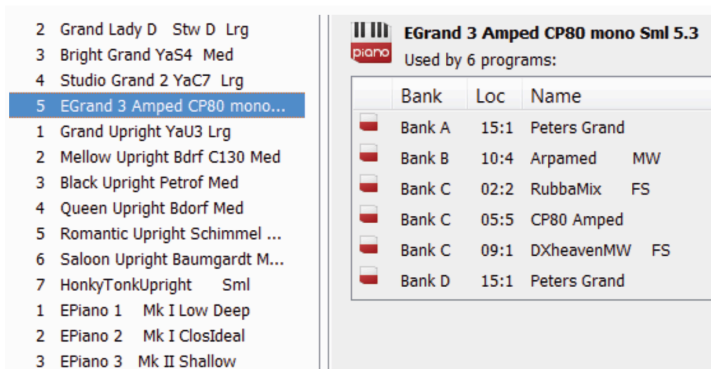 2 Grand Lady D Stw D Lrg
3 Bright Grand YaS4 Med
4 Studio Grand 2 YaC7 Lrg
5 EGrand 3 Amped CP80 mono...
1 Grand Upright YaU3 Lrg
2 Mellow Upright Bdrf C130 Med
3 Black Upright Petrof Med
4 Queen Upright Bdorf Med
5 Romantic Upright Schimmel ...
6 Saloon Upright Baumgardt M...
7 HonkyTonkUpright Sml
1 EPiano 1 Mk I Low Deep
2 EPiano 2 Mk I ClosIdeal
3 EPiano 3 Mk II Shallow
piano
EGrand 3 Amped CP80 mono Sml 5.3
Used by 6 programs:
Bank Loc Name
Bank A 15:1 Peters Grand
Bank B 10:4 Arpamed MW
Bank C 02:2 RubbaMix FS
Bank C 05:5 CP80 Amped
Bank C 09:1 DXheavenMW FS
Bank D 15:1 Peters Grand